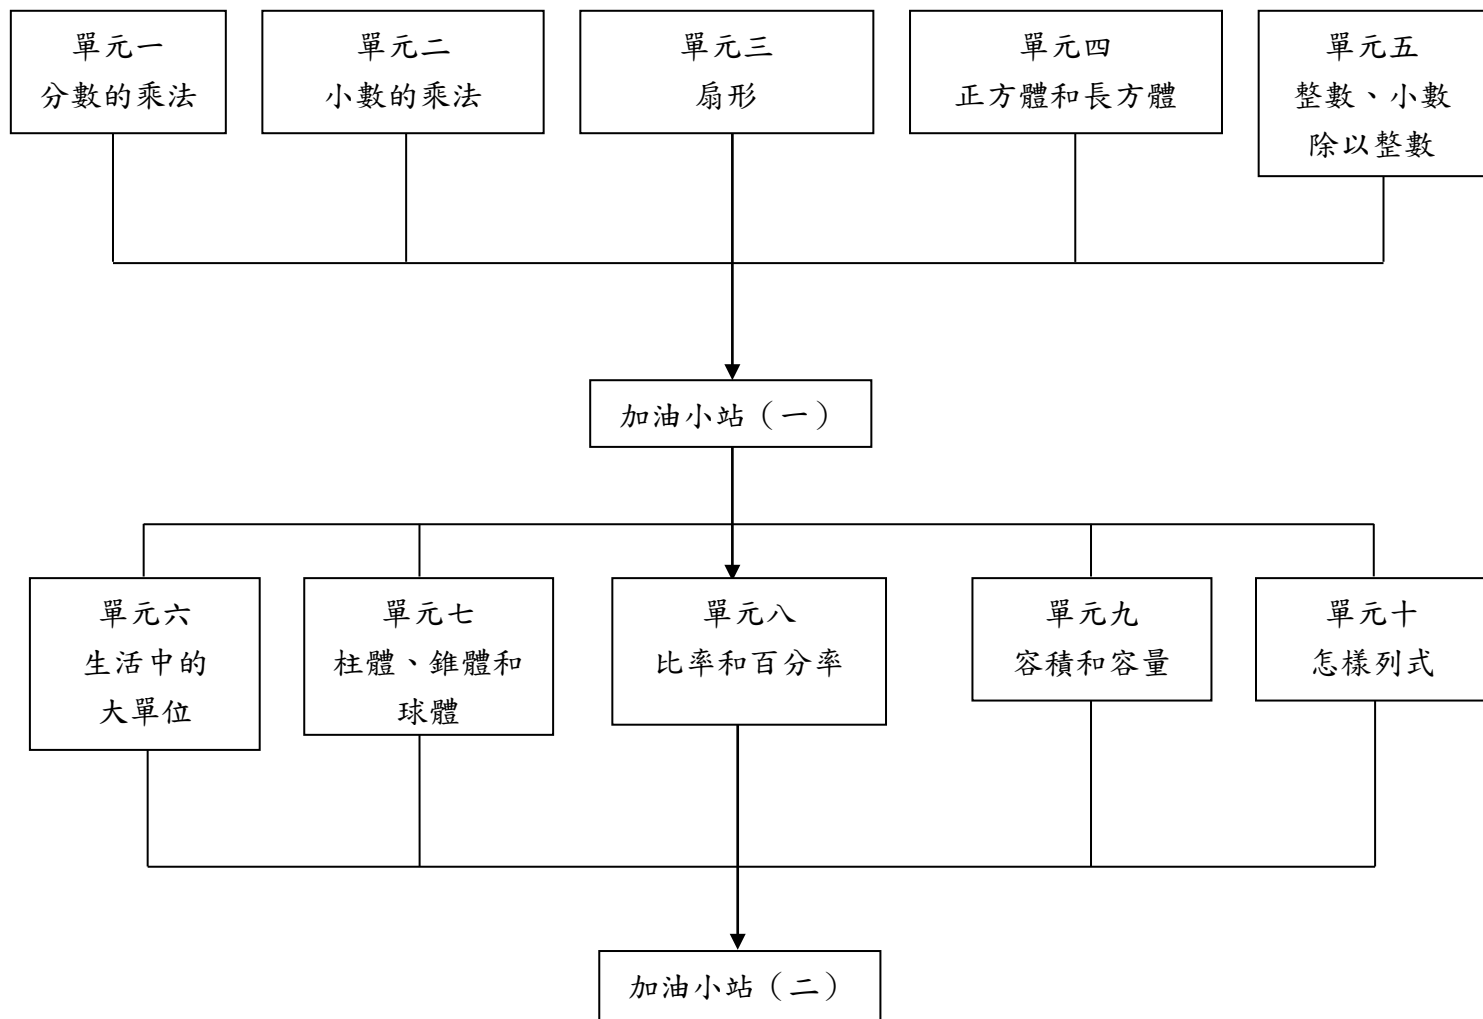 單元一
分數的乘法
單元二
小數的乘法
單元三
扇形
單元四
正方體和長方體
單元五
整數、小數
除以整數
加油小站（一）
單元六
生活中的
大單位
單元七
柱體、錐體和
球體
單元八
比率和百分率
單元九
容積和容量
單元十
怎樣列式
加油小站（二）